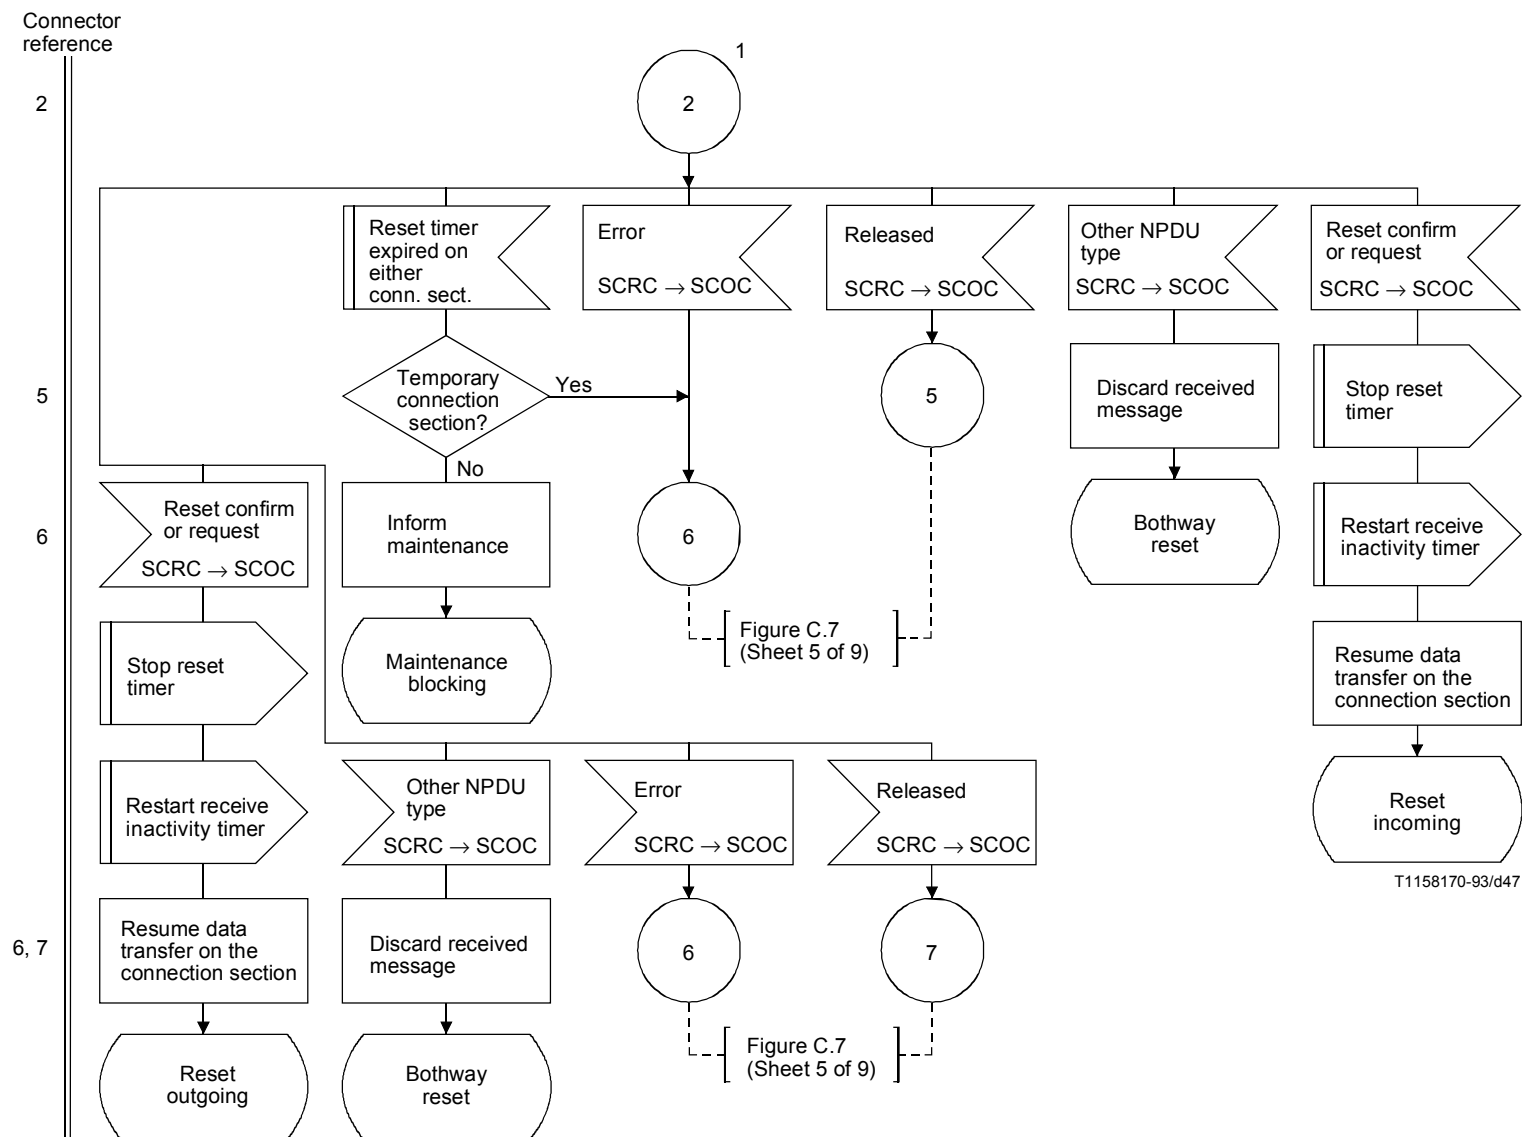 Connector
reference
1
2
2
Reset timer
expired on
either
conn. sect.
Error
SCRC → SCOC
Released
SCRC → SCOC
Other NPDU
type
SCRC → SCOC
Reset confirm
or request
SCRC → SCOC
5
Temporary
connection
section?
Yes
No
5
Discard received
message
Stop reset
timer
6
Reset confirm
or request
SCRC → SCOC
Inform
maintenance
6
Bothway
reset
Restart receive
inactivity timer
Figure C.7
(Sheet 5 of 9)
Stop reset
timer
Maintenance
blocking
Resume data
transfer on the
connection section
Restart receive
inactivity timer
Other NPDU
type
SCRC → SCOC
Error
SCRC → SCOC
Released
SCRC → SCOC
Reset
incoming
T1158170-93/d47
6, 7
Resume data
transfer on the
connection section
Discard received
message
6
7
Figure C.7
(Sheet 5 of 9)
Reset
outgoing
Bothway
reset